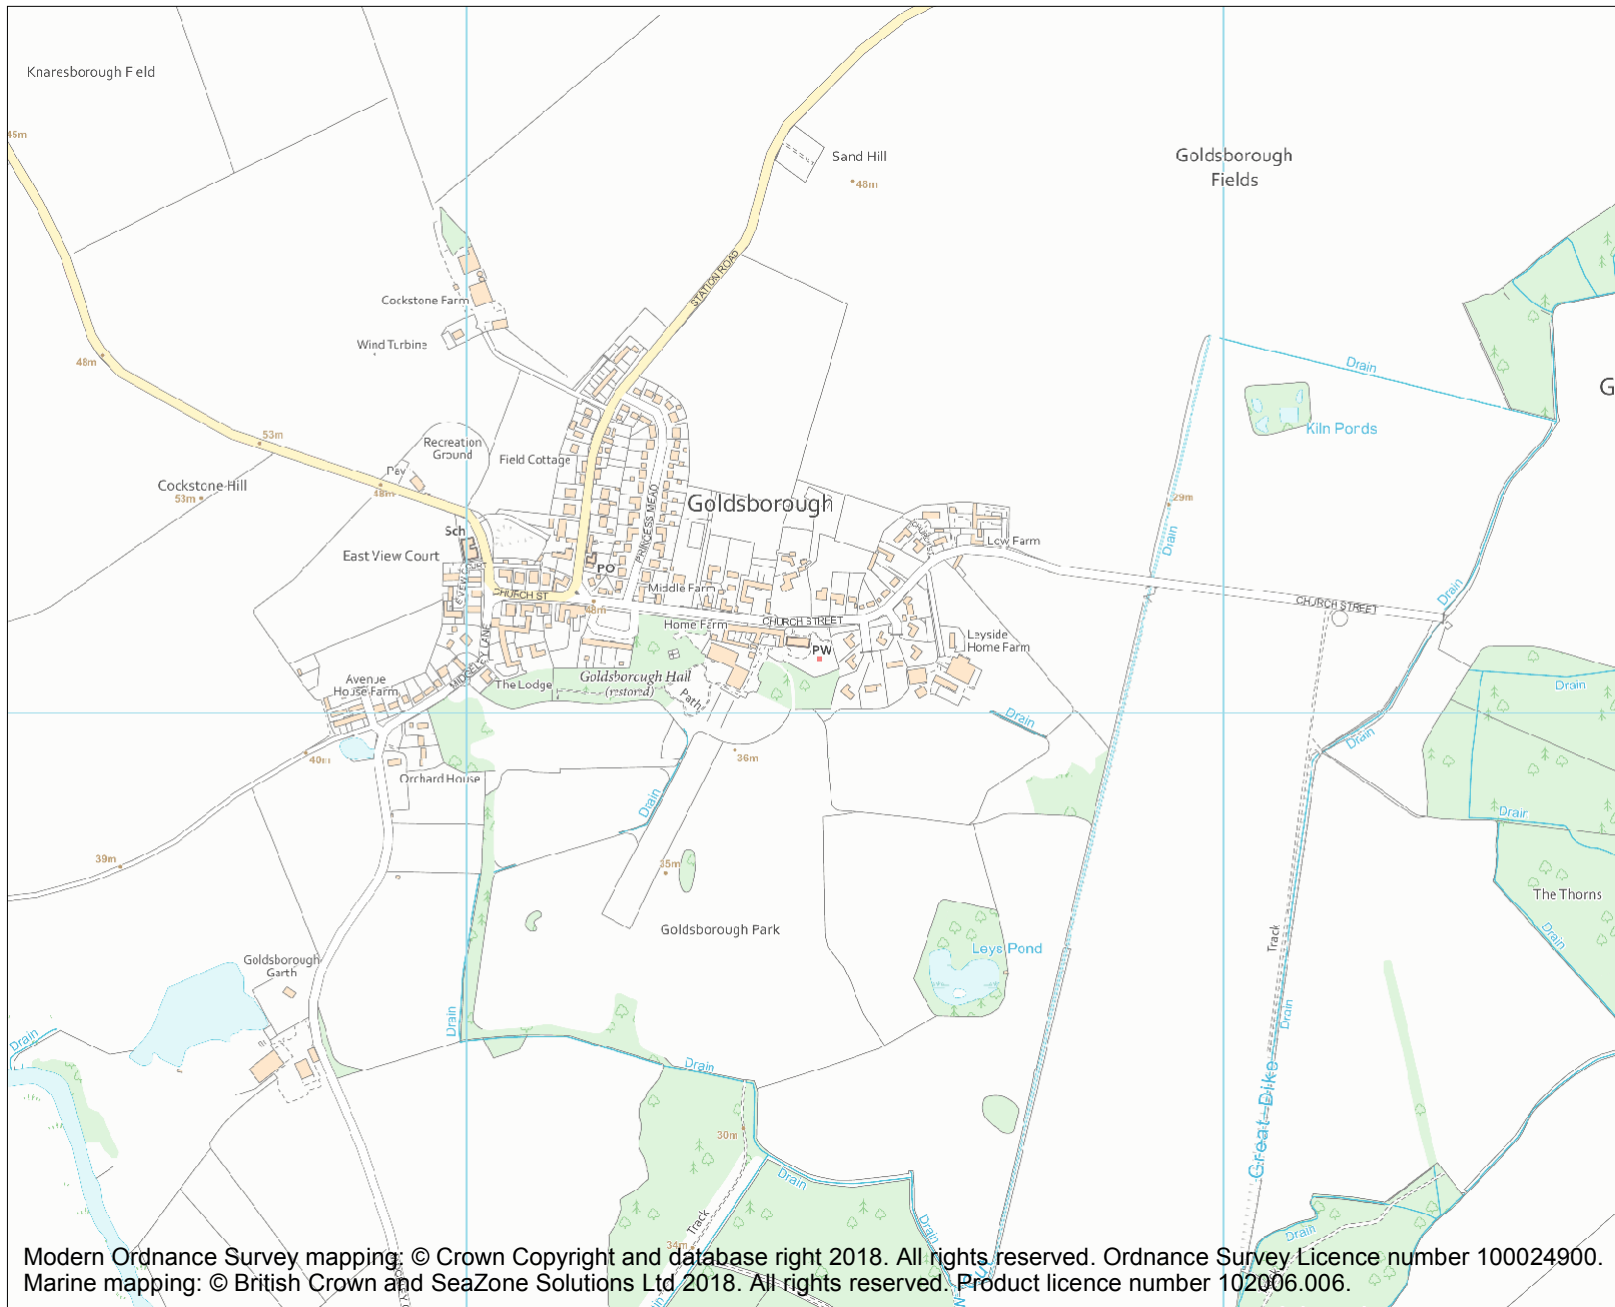 Knaresborough Field
45m
Sand Hill
48m
Goldsborough
Fields
STATION ROAD
Cockstone Farm
Wind Turbine
48m
Drain
G
Kiln Ponds
53m
Recreation
Ground
Field Cottage
Pav
48m
Cockstone Hill
53m
Goldsborough
29m
PRINCESS MEAD
Sch
Drain
Low Farm
East View Court
PO
Middle Farm
CHURCH ST
48m
Drain
CHURCH STREET
Home Farm
CHURCH STREET
MIDGELEY LANE
PW
Layside
Home Farm
Avenue
House Farm
The Lodge
Goldsborough Hall
(restored)
Path
Drain
Drain
Drain
40m
36m
Orchard House
Drain
Drain
39m
35m
The Thorns
Goldsborough Park
Track
Drain
Leys Pond
Goldsborough
Garth
Drain
Drain
Drain
Drain
Great Dike
30m
Drain
Track
Drain
Drain
34m
Modern Ordnance Survey mapping: © Crown Copyright and database right 2018. All rights reserved. Ordnance Survey Licence number 100024900.
Marine mapping: © British Crown and SeaZone Solutions Ltd 2018. All rights reserved. Product licence number 102006.006.